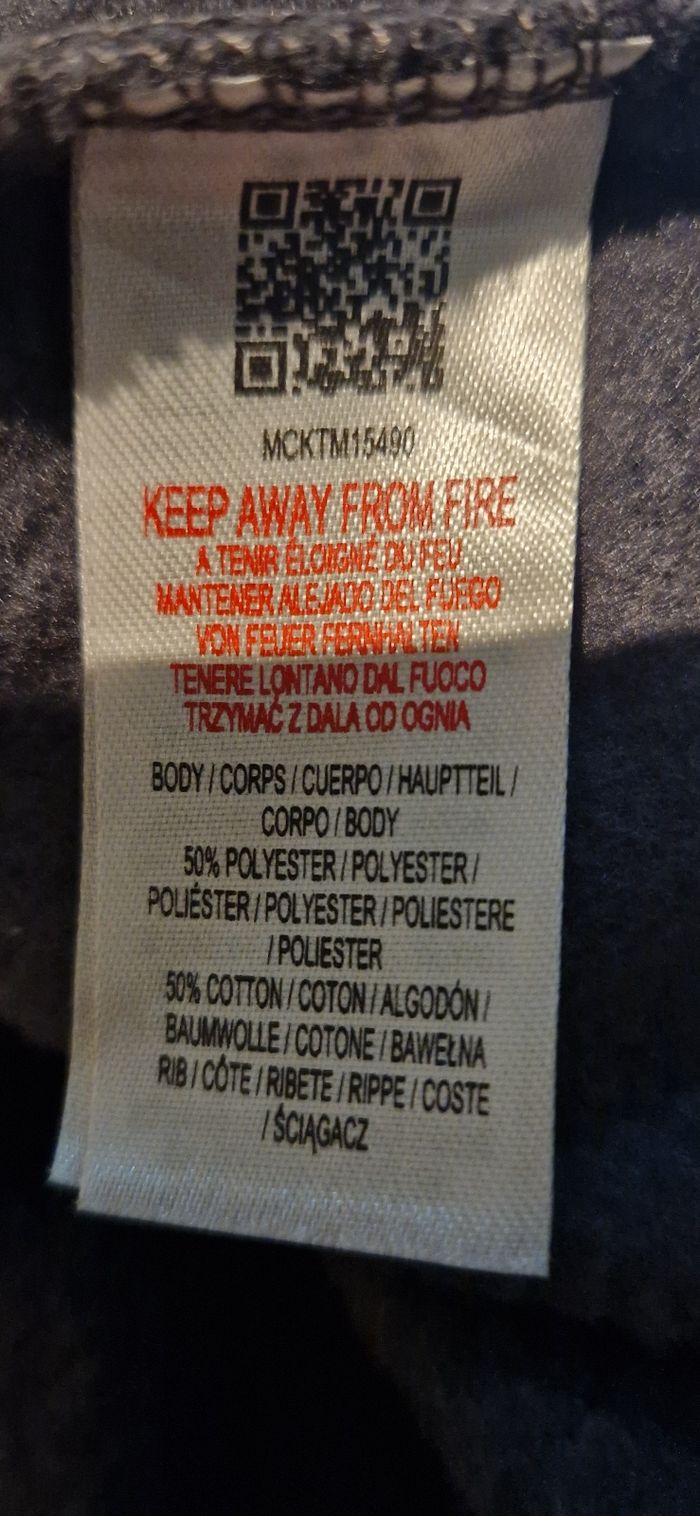 MCKTM15490
KEEP AWAY FROM FIRE
A TENIR ÉLOIGNÉ DU FEU
MANTENER ALEJADO DEL FUEGO
VON FEUER FERNHALTEN
TENERE LONTANO DAL FUOCO
TRZYMAĆ Z DALA OD OGNIA
BODY / CORPS / CUERPO / HAUPTTEIL /
CORPO / BODY
50% POLYESTER / POLYESTER /
POLIÉSTER / POLYESTER / POLIESTERE
/ POLIESTER
50% COTTON / COTON / ALGODÓN /
BAUMWOLLE / COTONE / BAWEŁNA
RIB / CÔTE / RIBETE / RIPPE / COSTE
/ ŚCIĄGACZ